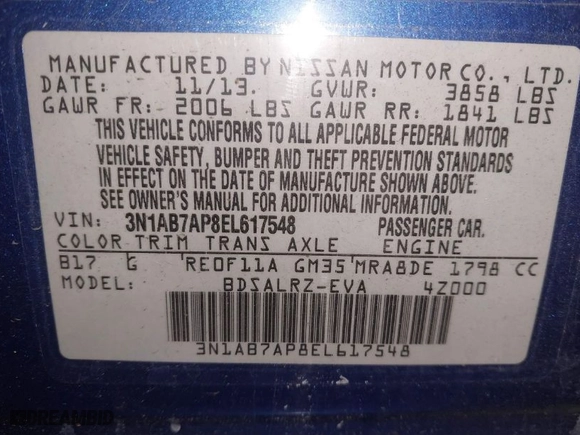 MANUFACTURED BY NISSAN MOTOR CO., LTD.
DATE: 11/13. GVWR: 3858 LBS
GAWR FR: 2006 LBS GAWR RR: 1841 LBS
THIS VEHICLE CONFORMS TO ALL APPLICABLE FEDERAL MOTOR
VEHICLE SAFETY, BUMPER AND THEFT PREVENTION STANDARDS
IN EFFECT ON THE DATE OF MANUFACTURE SHOWN ABOVE.
SEE OWNER'S MANUAL FOR ADDITIONAL INFORMATION.
VIN: 3N1AB7AP8EL617548 PASSENGER CAR.
COLOR TRIM TRANS AXLE ENGINE
B17 G RE0F11A GM35 MRA8DE 1798 CC
MODEL: BDSALRZ-EVA 4Z000
3N1AB7AP8EL617548
DREAMBID